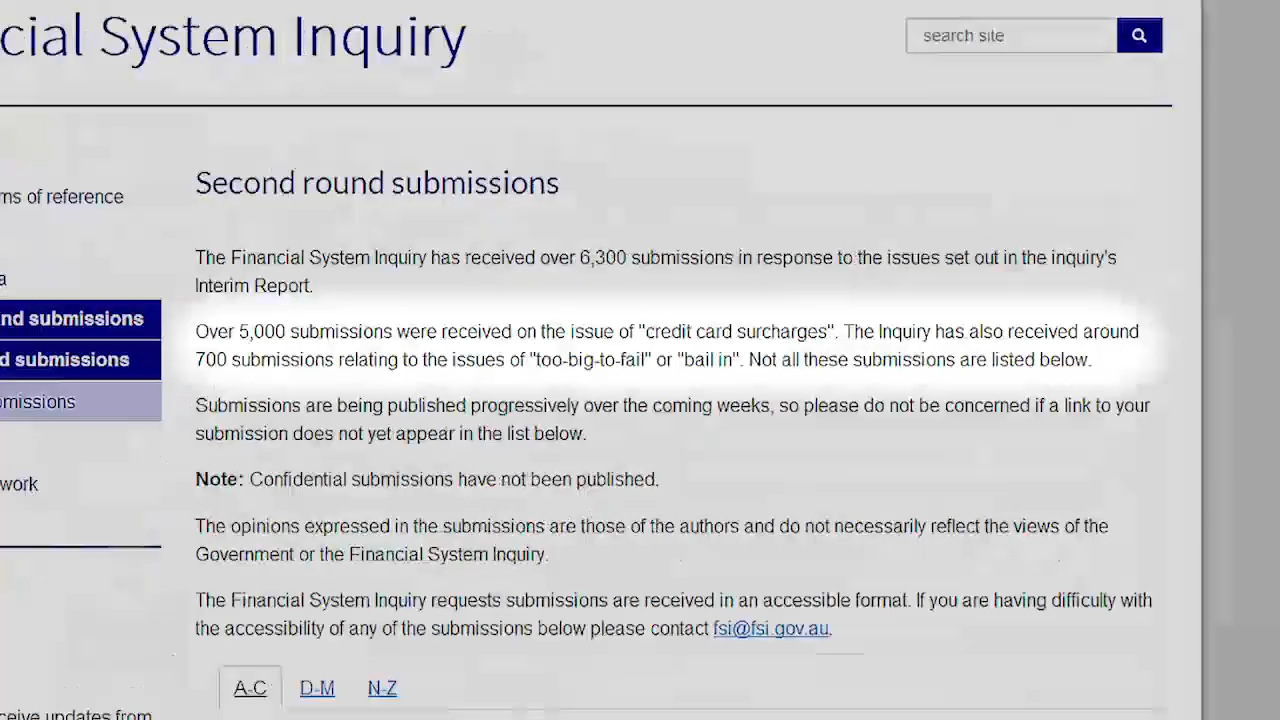 cial System Inquiry
search site
ms of reference
a
nd submissions
d submissions
missions
work
ceive updates from
Second round submissions
The Financial System Inquiry has received over 6,300 submissions in response to the issues set out in the inquiry's
Interim Report.
Over 5,000 submissions were received on the issue of "credit card surcharges". The Inquiry has also received around
700 submissions relating to the issues of "too-big-to-fail" or "bail in". Not all these submissions are listed below.
Submissions are being published progressively over the coming weeks, so please do not be concerned if a link to your
submission does not yet appear in the list below.
Note: Confidential submissions have not been published.
The opinions expressed in the submissions are those of the authors and do not necessarily reflect the views of the
Government or the Financial System Inquiry.
The Financial System Inquiry requests submissions are received in an accessible format. If you are having difficulty with
the accessibility of any of the submissions below please contact fsi@fsi.gov.au.
A-C D-M N-Z